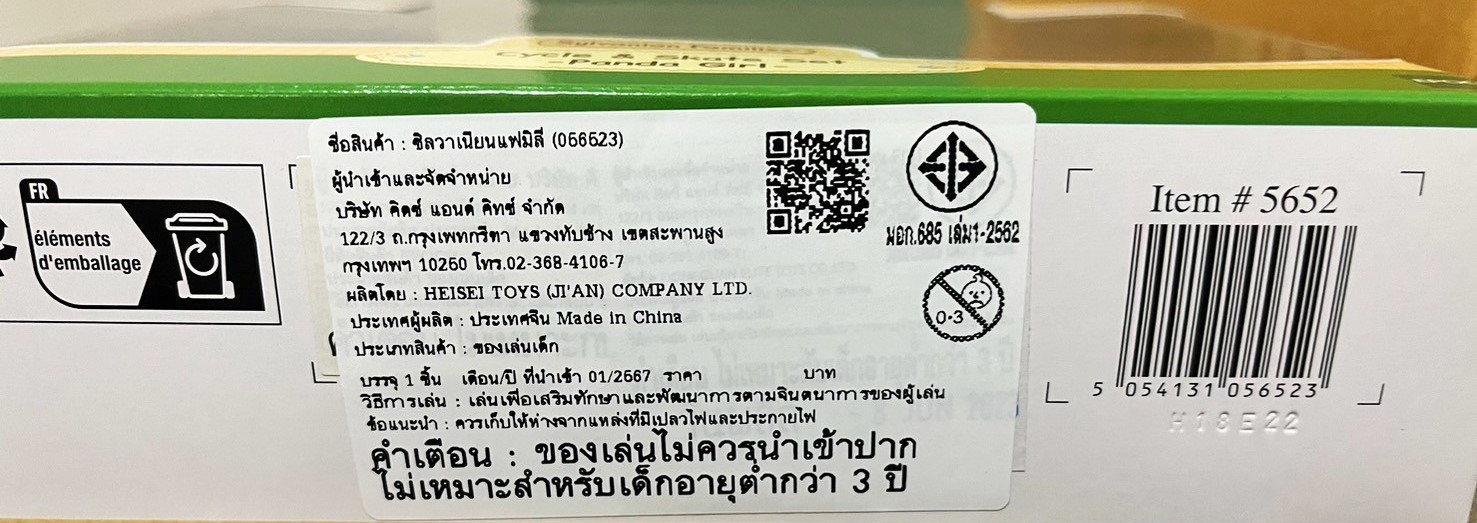 Sylvanian Families
Cycle & Skate Set
-Panda Girl-
FR
éléments
d'emballage
ชื่อสินค้า : ซิลวาเนียนแฟมิลี่ (056523)
ผู้นำเข้าและจัดจำหน่าย
บริษัท คิดซ์ แอนด์ คิทซ์ จำกัด
122/3 ถ.กรุงเทพกรีฑา แขวงทับช้าง เขตสะพานสูง
กรุงเทพฯ 10250 โทร.02-368-4106-7
ผลิตโดย : HEISEI TOYS (JI'AN) COMPANY LTD.
ประเทศผู้ผลิต : ประเทศจีน Made in China
ประเภทสินค้า : ของเล่นเด็ก
บรรจุ 1 ชิ้น เดือน/ปี ที่นำเข้า 01/2567 ราคา บาท
วิธีการเล่น : เล่นเพื่อเสริมทักษาและพัฒนาการตามจินตนาการของผู้เล่น
ข้อแนะนำ : ควรเก็บให้ห่างจากแหล่งที่มีเปลวไฟและประกายไฟ
คำเตือน : ของเล่นไม่ควรนำเข้าปาก
ไม่เหมาะสำหรับเด็กอายุต่ำกว่า 3 ปี
มอก.685 เล่ม1-2562
0-3
Item # 5652
5 054131 056523
H18E22